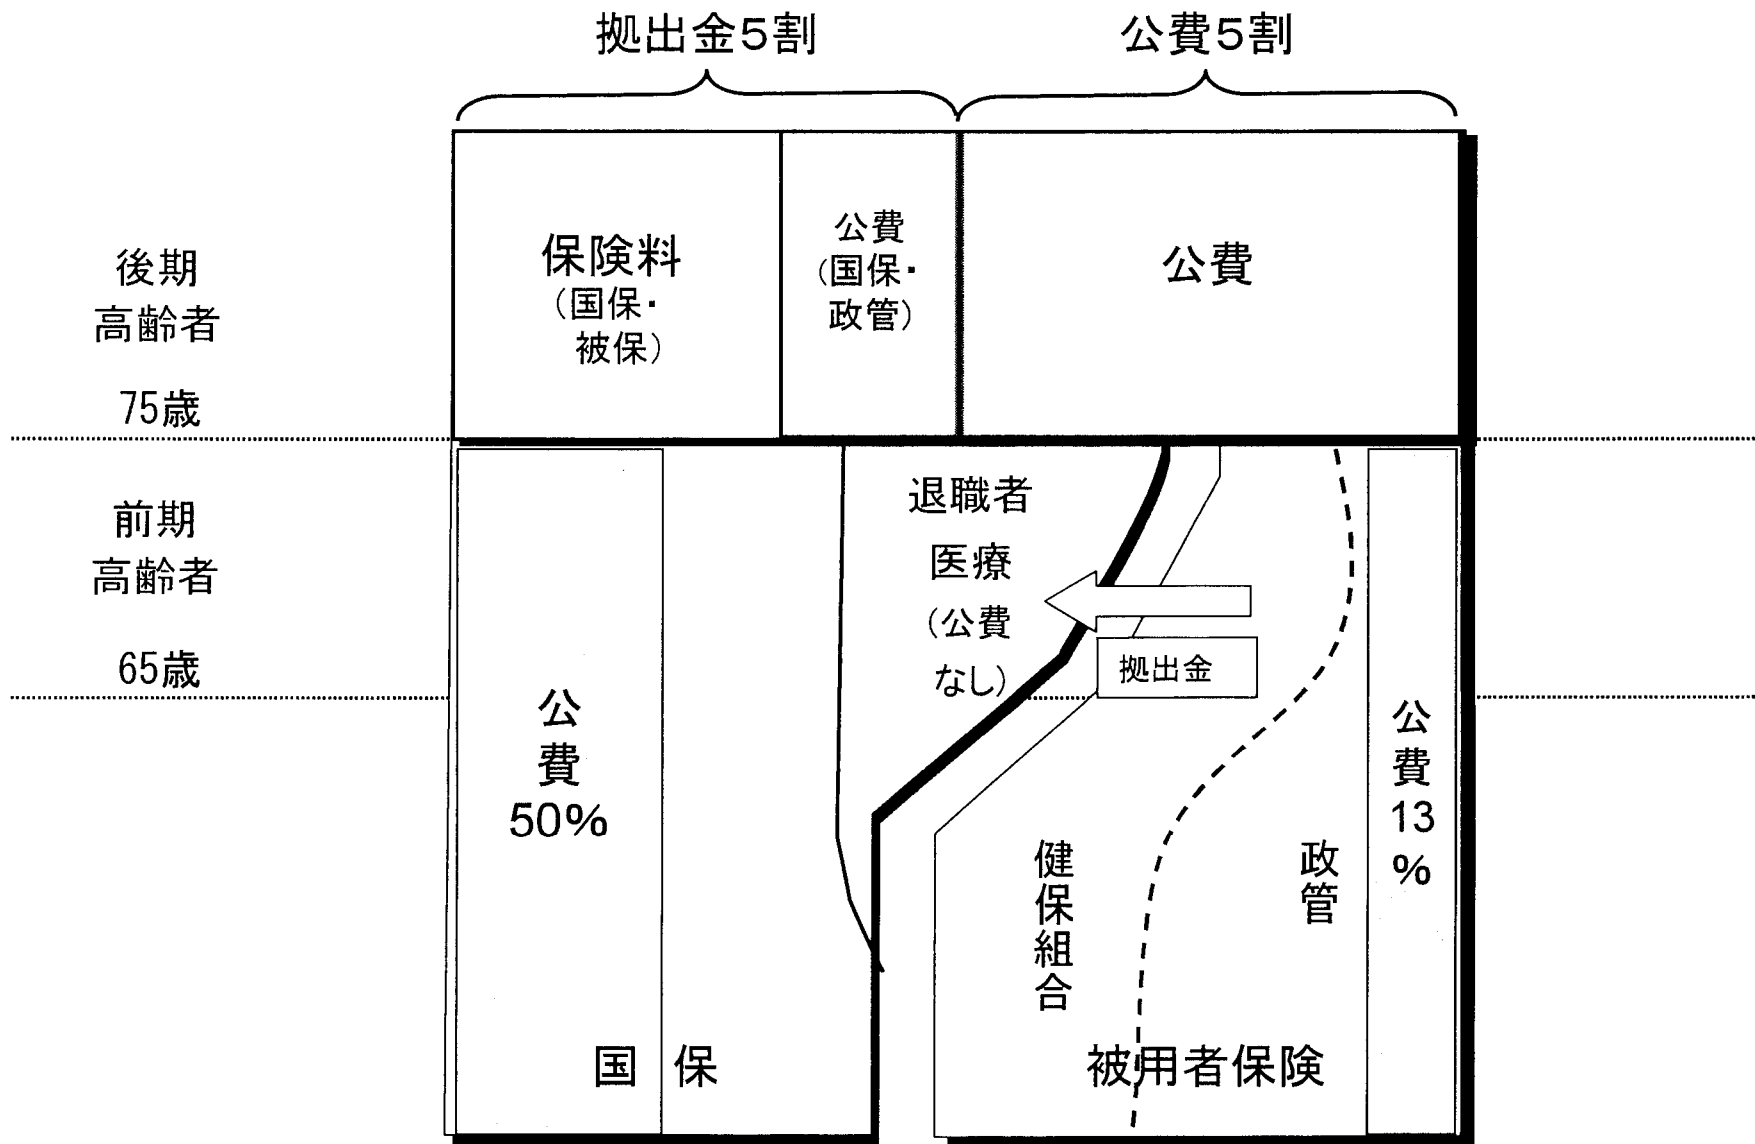 拠出金5割
公費5割
後期
高齢者
75歳
保険料
(国保・
被保)
公費
(国保・
政管)
公費
前期
高齢者
65歳
退職者
医療
(公費
なし)
拠出金
公
費
50%
公
費
13
%
健
保
組
合
政
管
国 保
被用者保険